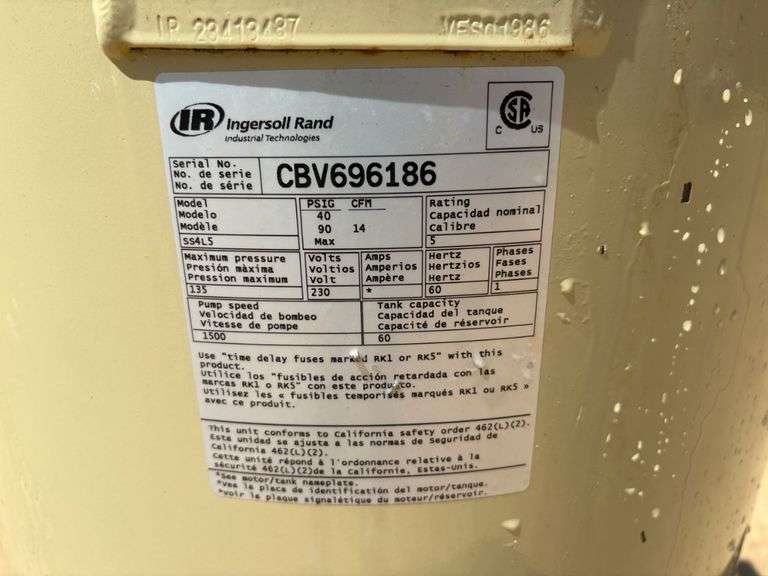 IR 23413487
IR Ingersoll Rand
Industrial Technologies
C SA US
Serial No.
No. de serie
No. de série
CBV696186
Model
Modelo
Modèle
SS4L5
PSIG CFM
40
90 14
Max
Rating
Capacidad nominal
Calibre
5
Maximum pressure
Presión màxima
Pression maximum
135
Volts
Voltios
Volt
230
Amps
Amperios
Ampère
*
Hertz
Hertzios
Hertz
60
Phases
Fases
Phases
1
Pump speed
Velocidad de bombeo
Vitesse de pompe
1500
Tank capacity
Capacidad del tanque
Capacité de réservoir
60
Use "time delay fuses marked RK1 or RK5" with this
product.
Utilice los "fusibles de acción retardada con las
marcas RK1 o RK5" con este producto.
Utilisez les « fusibles temporisés marqués RK1 ou RK5 »
avec ce produit.
This unit conforms to California safety order 462(L)(2).
Esta unidad se ajusta a las normas de Seguridad de
California 462(L)(2).
Cette unité répond à l'ordonnance relative à la
sécurité 462(L)(2)de la California, Estas-Unis.
*See motor/tank nameplate.
*Vea la placa de identificación del motor/tanque.
*voir la plaque signalétique du moteur/réservoir.